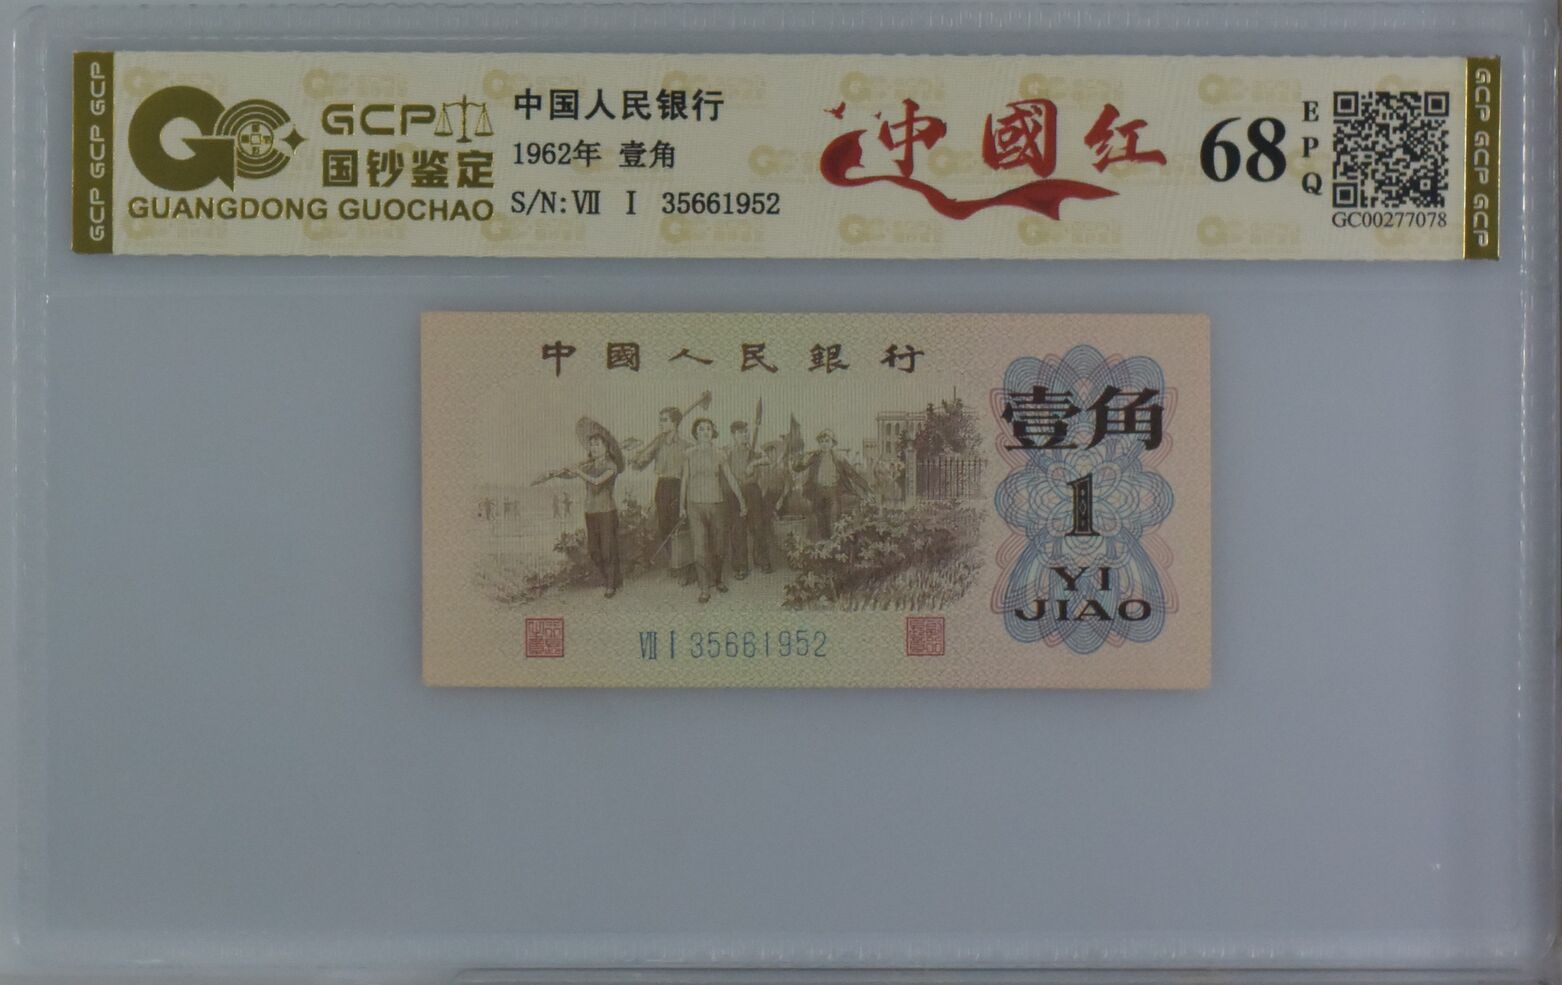 GCP GCP GCP
GCP
国钞鉴定
GUANGDONG GUOCHAO
中国人民银行
1962年 壹角
S/N:Ⅶ Ⅰ 35661952
中國红
68
EPQ
GC00277078
GCP GCP GCP
中國人民銀行
壹角
1
YI
JIAO
Ⅶ Ⅰ 35661952